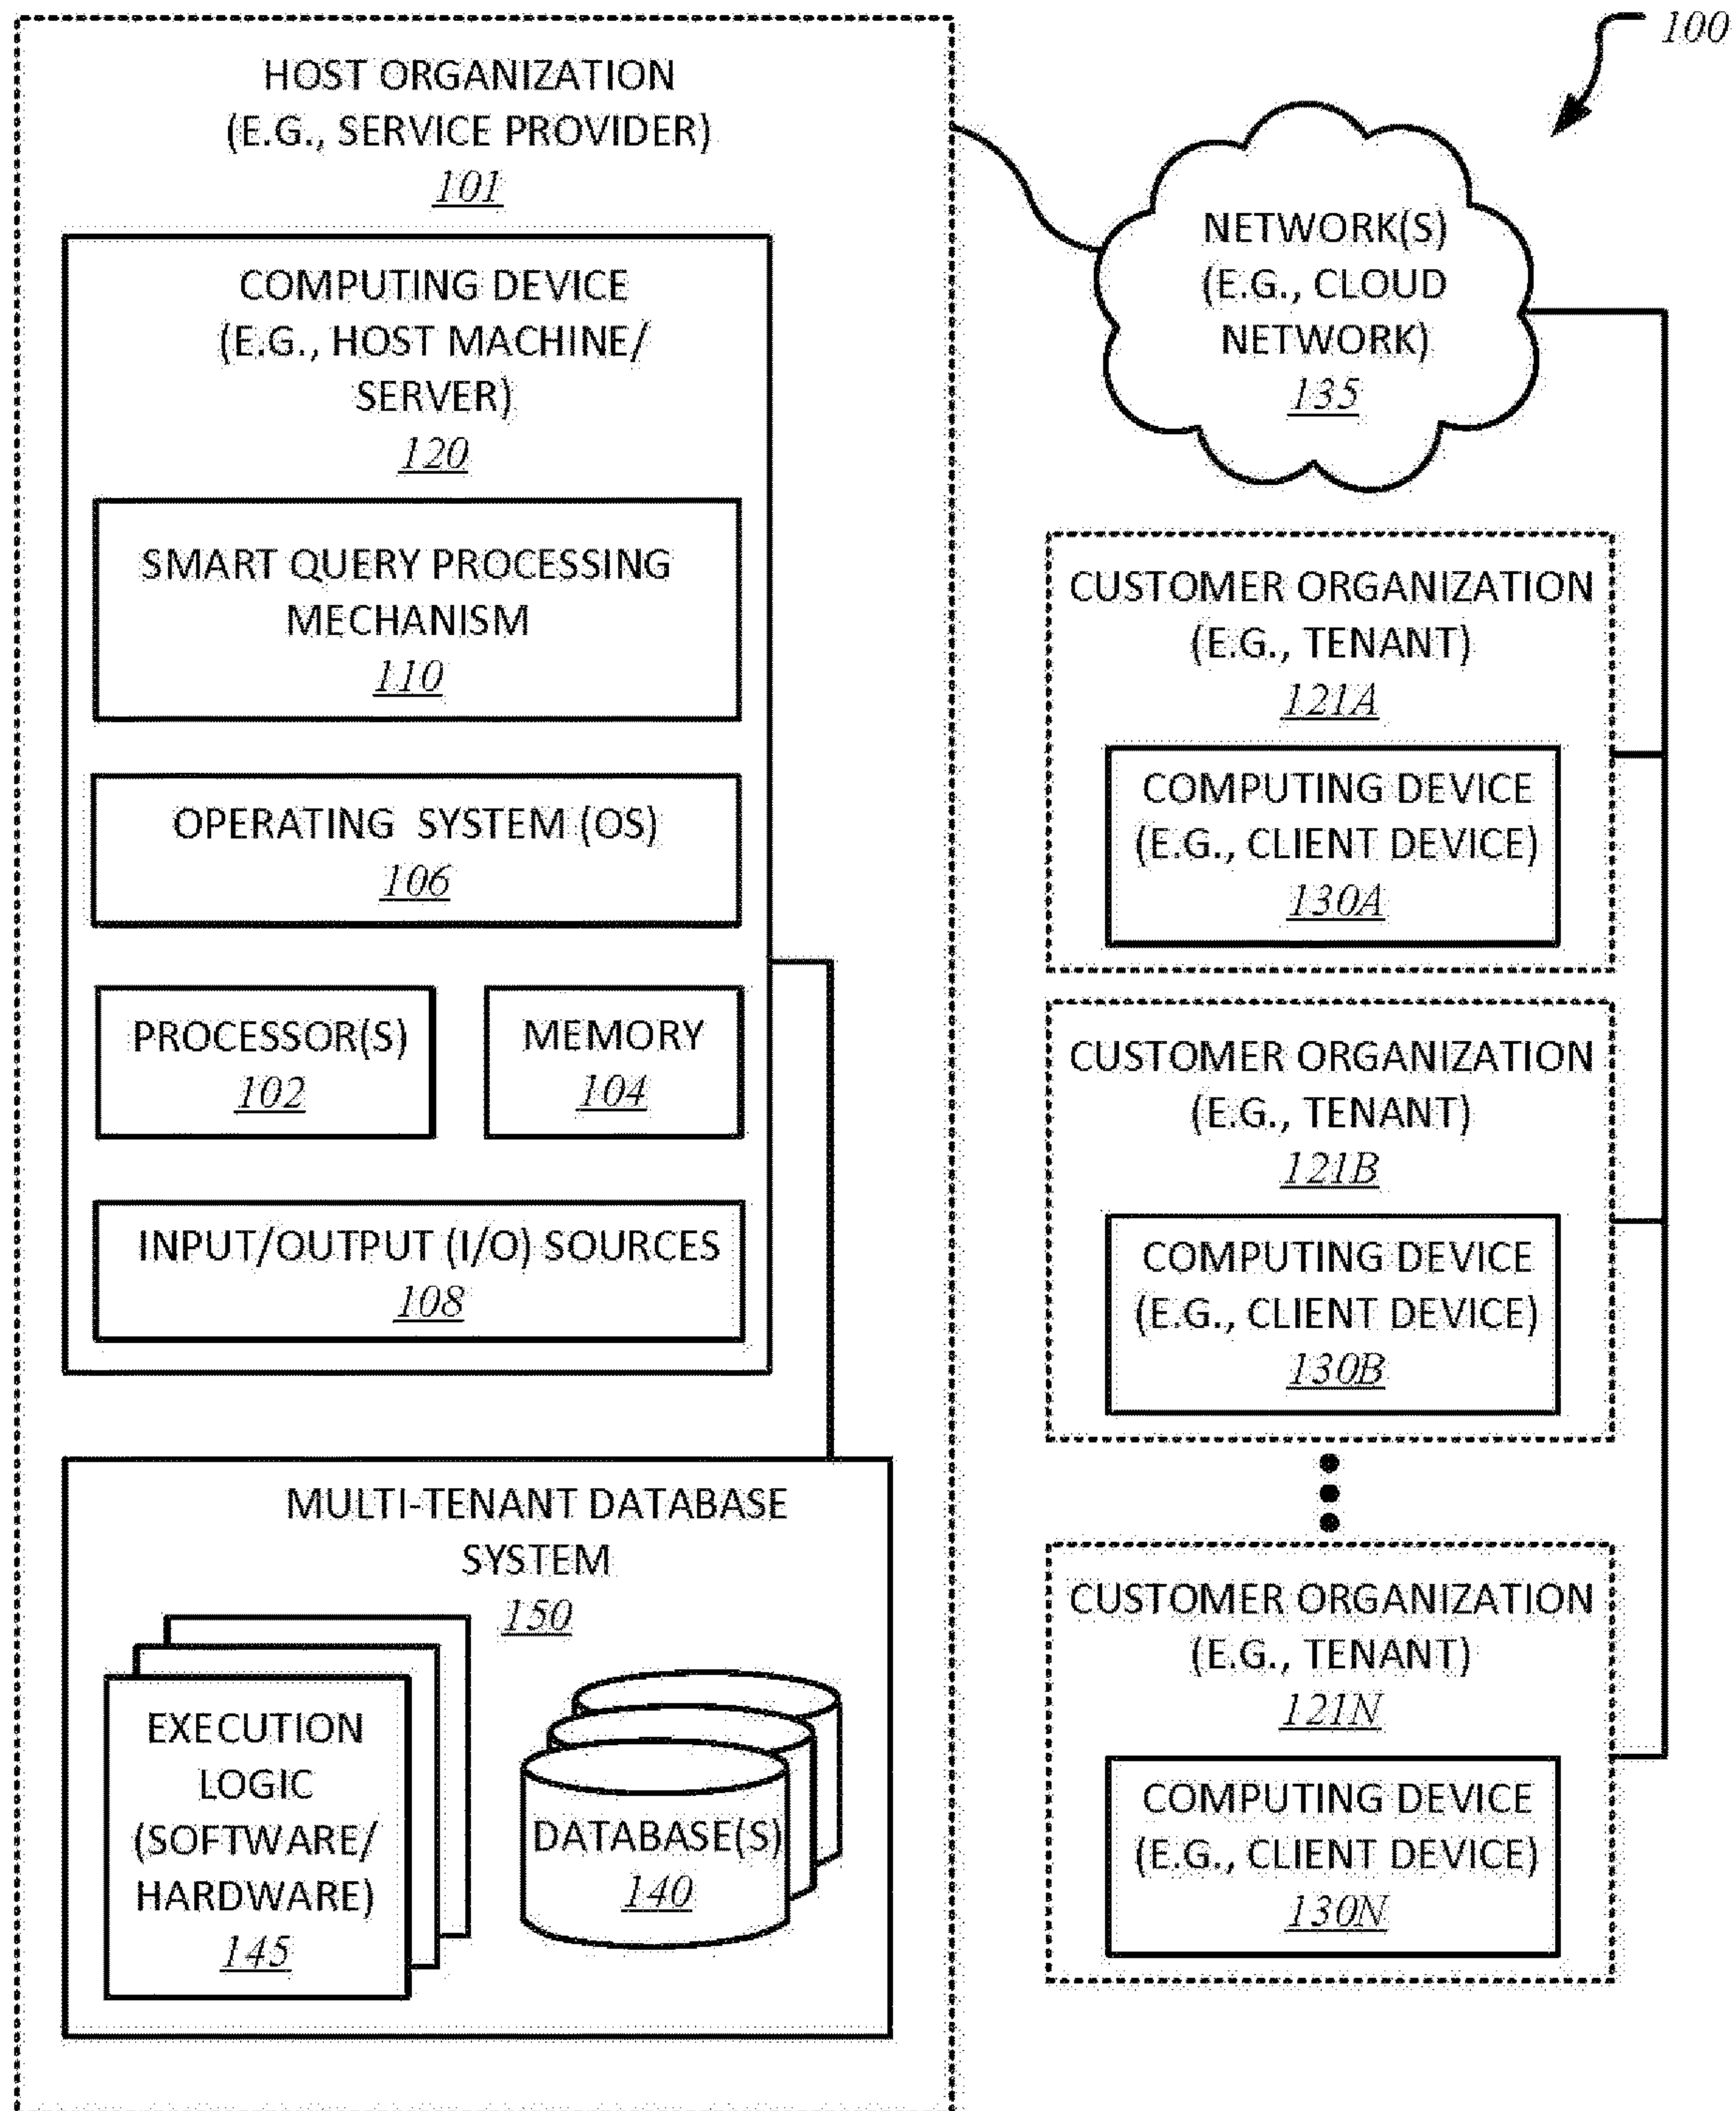 HOST ORGANIZATION
(E.G., SERVICE PROVIDER)
101
COMPUTING DEVICE
(E.G., HOST MACHINE/
SERVER)
120
SMART QUERY PROCESSING
MECHANISM
110
OPERATING SYSTEM (OS)
106
PROCESSOR(S)
102
MEMORY
104
INPUT/OUTPUT (I/O) SOURCES
108
MULTI-TENANT DATABASE
SYSTEM
150
EXECUTION
LOGIC
(SOFTWARE/
HARDWARE)
145
DATABASE(S)
140
100
NETWORK(S)
(E.G., CLOUD
NETWORK)
135
CUSTOMER ORGANIZATION
(E.G., TENANT)
121A
COMPUTING DEVICE
(E.G., CLIENT DEVICE)
130A
CUSTOMER ORGANIZATION
(E.G., TENANT)
121B
COMPUTING DEVICE
(E.G., CLIENT DEVICE)
130B
CUSTOMER ORGANIZATION
(E.G., TENANT)
121N
COMPUTING DEVICE
(E.G., CLIENT DEVICE)
130N